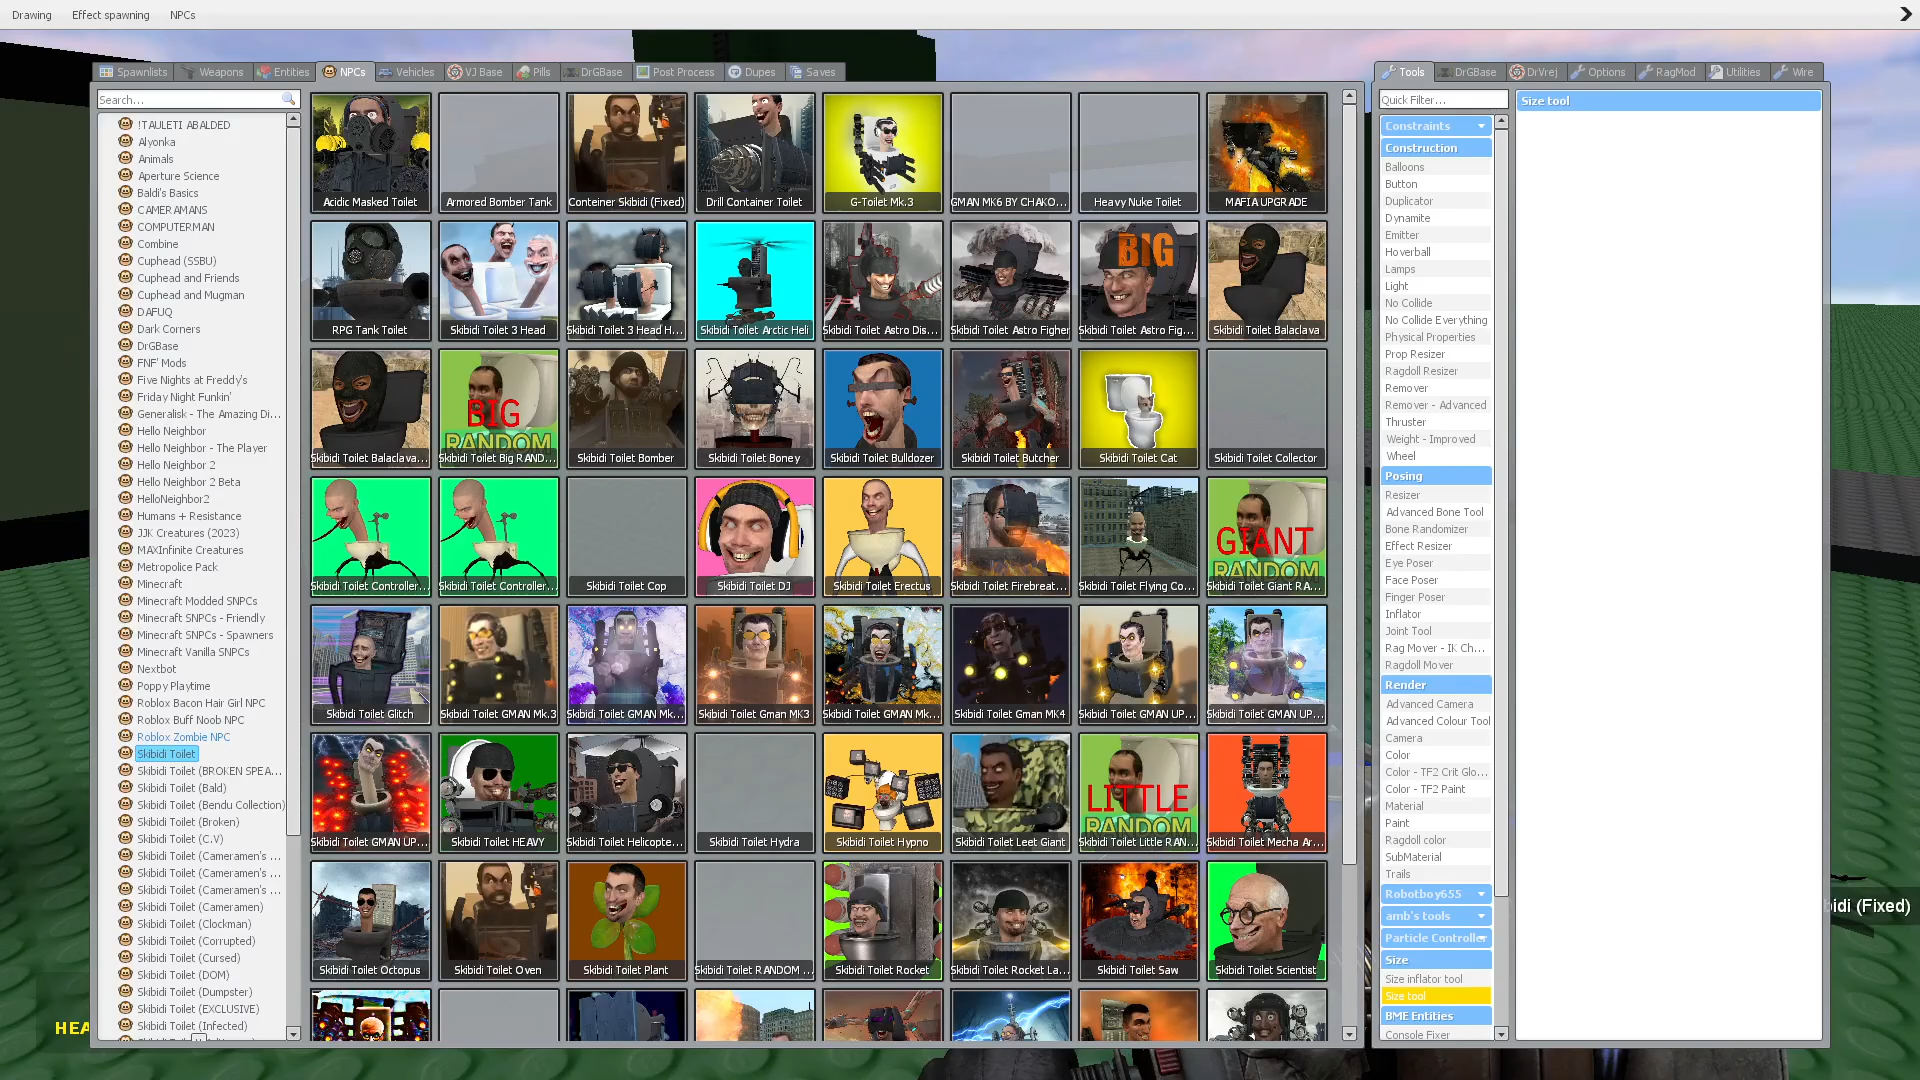 Drawing Effect spawning NPCs
Spawnlists Weapons Entities NPCs Vehicles VJ Base Pills DrGBase Post Process Dupes Saves
Tools DrGBase DrVrej Options RagMod Utilities Wire
Search...
!TAULETI ABALDED
Alyonka
Animals
Aperture Science
Baldi's Basics
CAMERAMANS
COMPUTERMAN
Combine
Cuphead (SSBU)
Cuphead and Friends
Cuphead and Mugman
DAFUQ
Dark Corners
DrGBase
FNF' Mods
Five Nights at Freddy's
Friday Night Funkin'
Generalisk - The Amazing Di...
Hello Neighbor
Hello Neighbor - The Player
Hello Neighbor 2
Hello Neighbor 2 Beta
HelloNeighbor2
Humans + Resistance
JJK Creatures (2023)
MAXInfinite Creatures
Metropolice Pack
Minecraft
Minecraft Modded SNPCs
Minecraft SNPCs - Friendly
Minecraft SNPCs - Spawners
Minecraft Vanilla SNPCs
Nextbot
Poppy Playtime
Roblox Bacon Hair Girl NPC
Roblox Buff Noob NPC
Roblox Zombie NPC
Skibidi Toilet
Skibidi Toilet (BROKEN SPEA...
Skibidi Toilet (Bald)
Skibidi Toilet (Bendu Collection)
Skibidi Toilet (Broken)
Skibidi Toilet (C.V)
Skibidi Toilet (Cameramen's ...
Skibidi Toilet (Cameramen's ...
Skibidi Toilet (Cameramen's ...
Skibidi Toilet (Cameramen)
Skibidi Toilet (Clockman)
Skibidi Toilet (Corrupted)
Skibidi Toilet (Cursed)
Skibidi Toilet (DOM)
Skibidi Toilet (Dumpster)
Skibidi Toilet (EXCLUSIVE)
Skibidi Toilet (Infected)
Acidic Masked Toilet
Armored Bomber Tank
Conteiner Skibidi (Fixed)
Drill Container Toilet
G-Toilet Mk.3
GMAN MK6 BY CHAKO...
Heavy Nuke Toilet
MAFIA UPGRADE
RPG Tank Toilet
Skibidi Toilet 3 Head
Skibidi Toilet 3 Head H...
Skibidi Toilet Arctic Heli
Skibidi Toilet Astro Dis...
Skibidi Toilet Astro Figher
BIG
Skibidi Toilet Astro Fig...
Skibidi Toilet Balaclava
Skibidi Toilet Balaclava...
BIG
RANDOM
Skibidi Toilet Big RAND...
Skibidi Toilet Bomber
Skibidi Toilet Boney
Skibidi Toilet Bulldozer
Skibidi Toilet Butcher
Skibidi Toilet Cat
Skibidi Toilet Collector
Skibidi Toilet Controller...
Skibidi Toilet Controller...
Skibidi Toilet Cop
Skibidi Toilet DJ
Skibidi Toilet Erectus
Skibidi Toilet Firebreat...
Skibidi Toilet Flying Co...
GIANT
RANDOM
Skibidi Toilet Giant RA...
Skibidi Toilet Glitch
Skibidi Toilet GMAN Mk.3
Skibidi Toilet GMAN Mk...
Skibidi Toilet Gman MK3
Skibidi Toilet GMAN Mk...
Skibidi Toilet Gman MK4
Skibidi Toilet GMAN UP...
Skibidi Toilet GMAN UP...
Skibidi Toilet GMAN UP...
Skibidi Toilet HEAVY
Skibidi Toilet Helicopte...
Skibidi Toilet Hydra
Skibidi Toilet Hypno
Skibidi Toilet Leet Giant
LITTLE
RANDOM
Skibidi Toilet Little RAN...
Skibidi Toilet Mecha Ar...
Skibidi Toilet Octopus
Skibidi Toilet Oven
Skibidi Toilet Plant
Skibidi Toilet RANDOM ...
Skibidi Toilet Rocket
Skibidi Toilet Rocket La...
Skibidi Toilet Saw
Skibidi Toilet Scientist
Quick Filter...
Constraints
Construction
Balloons
Button
Duplicator
Dynamite
Emitter
Hoverball
Lamps
Light
No Collide
No Collide Everything
Physical Properties
Prop Resizer
Ragdoll Resizer
Remover
Remover - Advanced
Thruster
Weight - Improved
Wheel
Posing
Resizer
Advanced Bone Tool
Bone Randomizer
Effect Resizer
Eye Poser
Face Poser
Finger Poser
Inflator
Joint Tool
Rag Mover - IK Ch...
Ragdoll Mover
Render
Advanced Camera
Advanced Colour Tool
Camera
Color
Color - TF2 Crit Glo...
Color - TF2 Paint
Material
Paint
Ragdoll color
SubMaterial
Trails
Robotboy655
amb's tools
Particle Controller
Size
Size inflator tool
Size tool
BME Entities
Console Fixer
Size tool
bidi (Fixed)
HEA